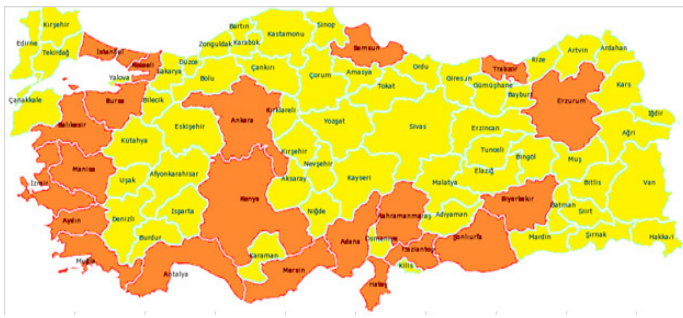 Kırşehir
Edirne
Tekirdağ
İstanbul
Kocaeli
Yalova
Sakarya
Düzce
Zonguldak
Bartın
Karabük
Kastamonu
Sinop
Samsun
Bolu
Çankırı
Çorum
Amasya
Tokat
Ordu
Giresun
Trabzon
Gümüşhane
Bayburt
Rize
Artvin
Ardahan
Kars
Iğdır
Erzurum
Ağrı
Çanakkale
Balıkesir
Bursa
Bilecik
Kütahya
Eskişehir
Ankara
Kırklareli
Yozgat
Sivas
Erzincan
Tunceli
Bingöl
Muş
Kırşehir
Nevşehir
Aksaray
Kayseri
Malatya
Elazığ
Bitlis
Van
Manisa
İzmir
Uşak
Afyonkarahisar
Konya
Niğde
Kahramanmaraş
Adıyaman
Diyarbakır
Batman
Siirt
Aydın
Denizli
Isparta
Burdur
Karaman
Adana
Osmaniye
Gaziantep
Şanlıurfa
Mardin
Şırnak
Hakkari
Muğla
Antalya
Mersin
Hatay
Kilis